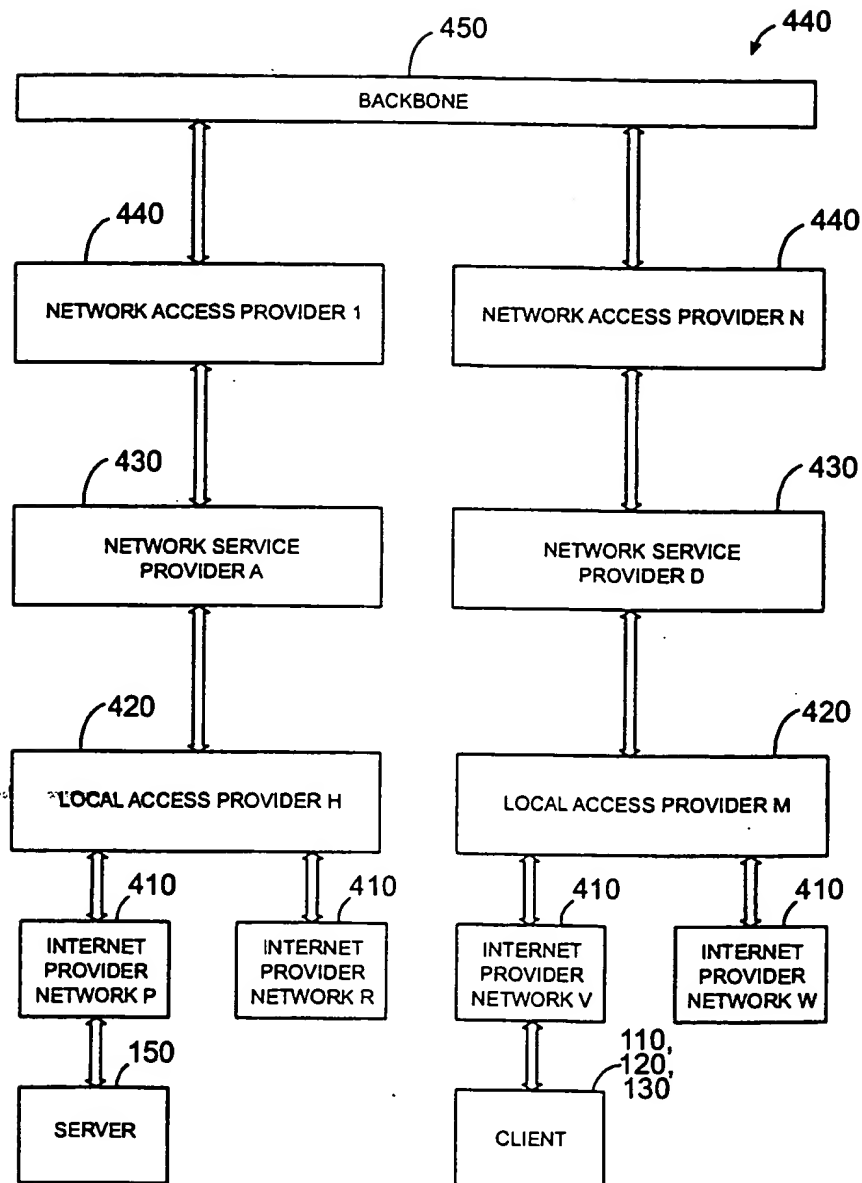 450
440
BACKBONE
440
440
NETWORK ACCESS PROVIDER 1
NETWORK ACCESS PROVIDER N
430
430
NETWORK SERVICE
PROVIDER A
NETWORK SERVICE
PROVIDER D
420
420
LOCAL ACCESS PROVIDER H
LOCAL ACCESS PROVIDER M
410
410
410
410
INTERNET
PROVIDER
NETWORK P
INTERNET
PROVIDER
NETWORK R
INTERNET
PROVIDER
NETWORK V
INTERNET
PROVIDER
NETWORK W
150
110,
120,
130
SERVER
CLIENT